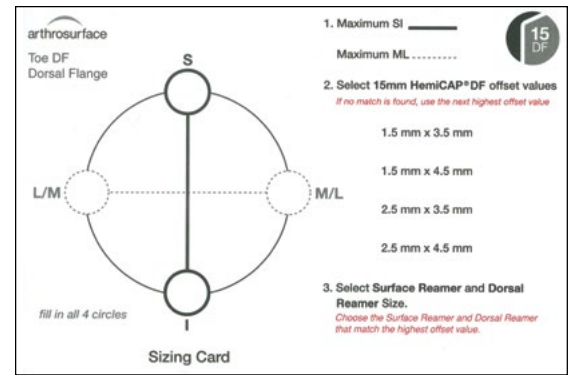 arthrosurface
Toe DF
Dorsal Flange
S
L/M
M/L
I
fill in all 4 circles
Sizing Card
1. Maximum SI
Maximum ML
15
DF
2. Select 15mm HemiCAP® DF offset values
If no match is found, use the next highest offset value
1.5 mm x 3.5 mm
1.5 mm x 4.5 mm
2.5 mm x 3.5 mm
2.5 mm x 4.5 mm
3. Select Surface Reamer and Dorsal
Reamer Size.
Choose the Surface Reamer and Dorsal Reamer
that match the highest offset value.